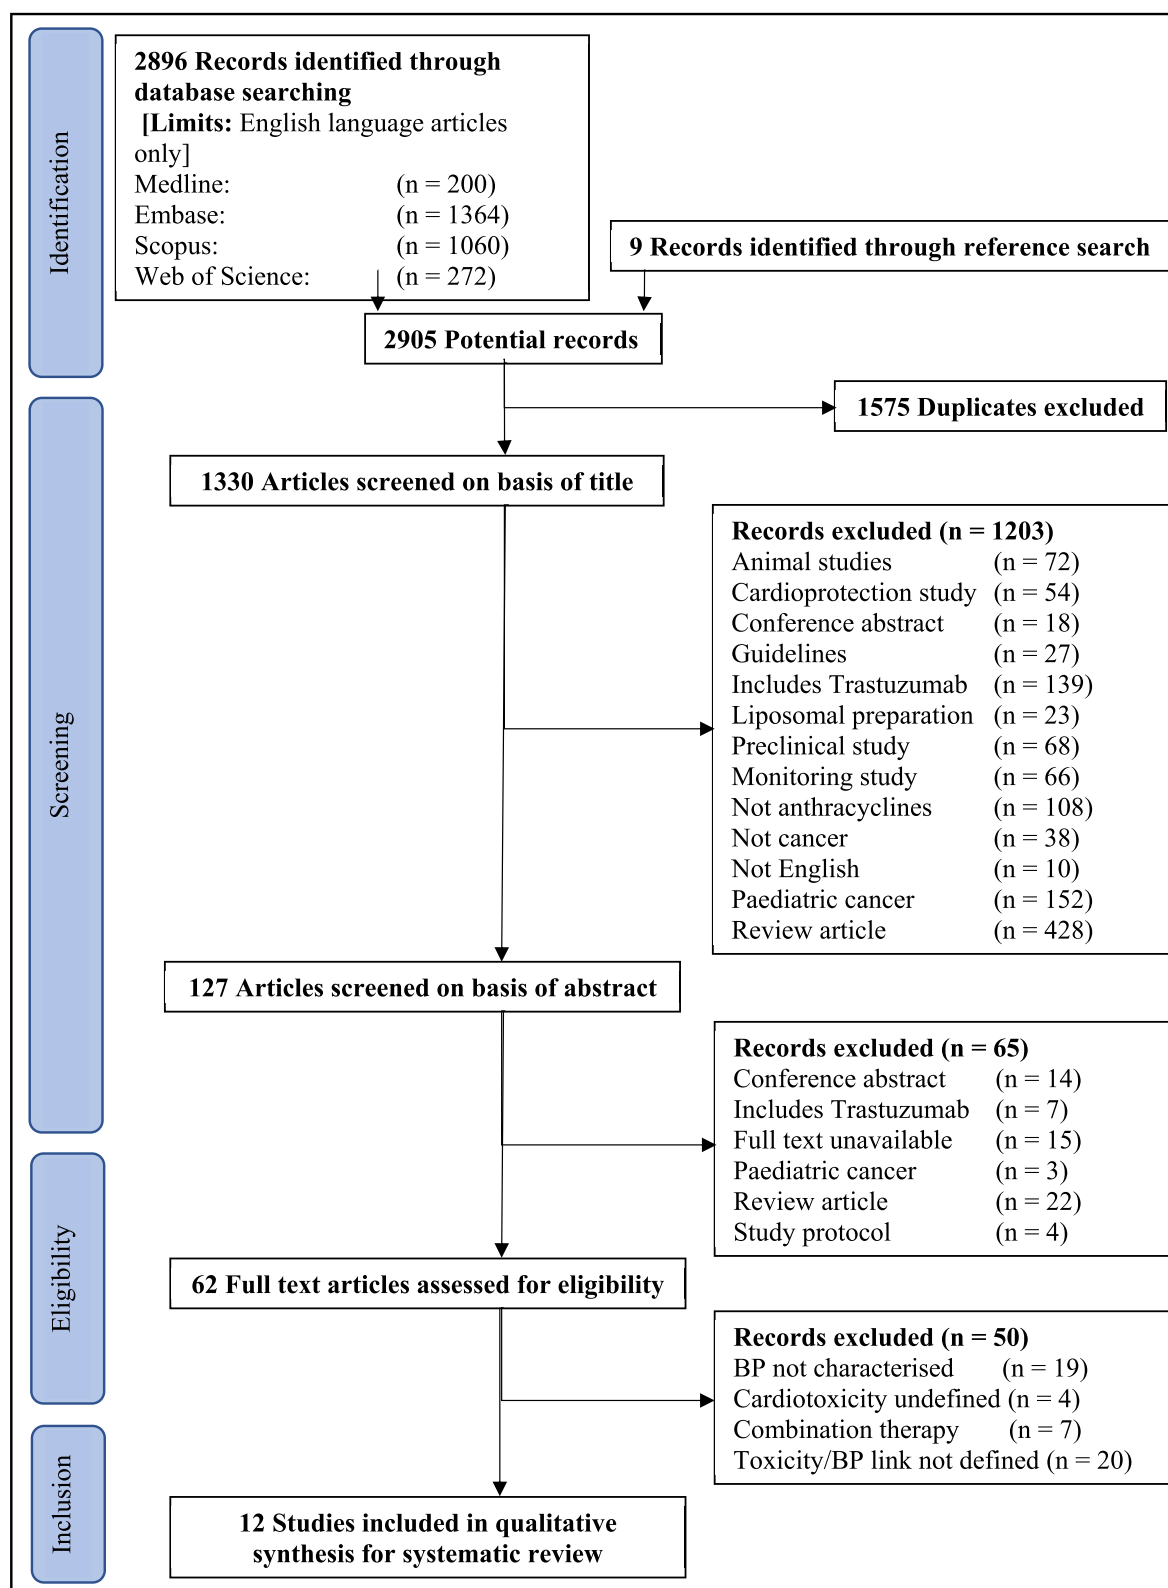 Identification
2896 Records identified through
database searching
[Limits: English language articles
only]
Medline: (n = 200)
Embase: (n = 1364)
Scopus: (n = 1060)
Web of Science: (n = 272)
9 Records identified through reference search
2905 Potential records
Screening
1575 Duplicates excluded
1330 Articles screened on basis of title
Records excluded (n = 1203)
Animal studies (n = 72)
Cardioprotection study (n = 54)
Conference abstract (n = 18)
Guidelines (n = 27)
Includes Trastuzumab (n = 139)
Liposomal preparation (n = 23)
Preclinical study (n = 68)
Monitoring study (n = 66)
Not anthracyclines (n = 108)
Not cancer (n = 38)
Not English (n = 10)
Paediatric cancer (n = 152)
Review article (n = 428)
127 Articles screened on basis of abstract
Records excluded (n = 65)
Conference abstract (n = 14)
Includes Trastuzumab (n = 7)
Full text unavailable (n = 15)
Paediatric cancer (n = 3)
Review article (n = 22)
Study protocol (n = 4)
Eligibility
62 Full text articles assessed for eligibility
Records excluded (n = 50)
BP not characterised (n = 19)
Cardiotoxicity undefined (n = 4)
Combination therapy (n = 7)
Toxicity/BP link not defined (n = 20)
Inclusion
12 Studies included in qualitative
synthesis for systematic review